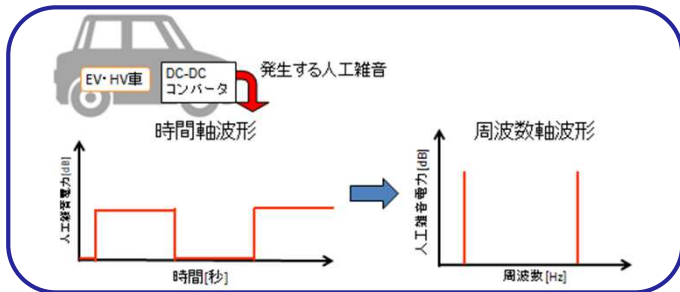 EV・HV車
DC-DC
コンバータ
発生する人工雑音
時間軸波形
人工雑音電力[dB]
時間[秒]
周波数軸波形
人工雑音電力[dB]
周波数[Hz]